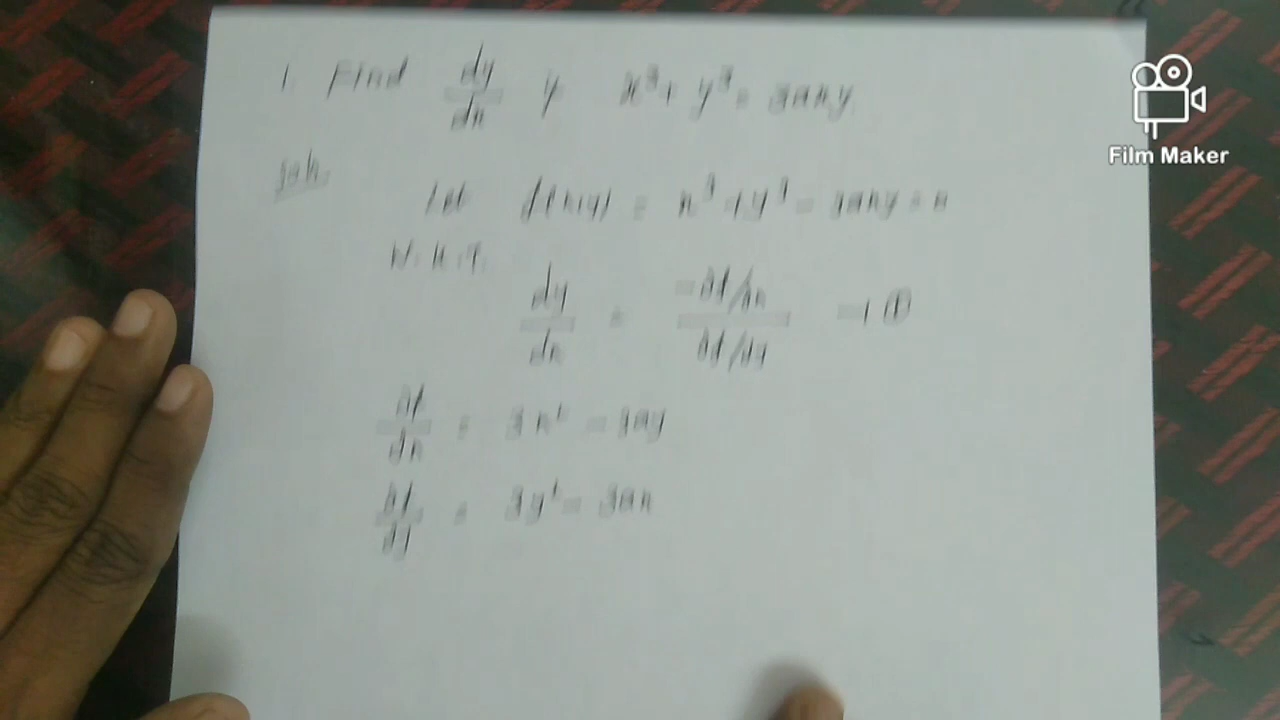 1 Find dy/dx if x³ + y³ = 3axy
Film Maker
Soln.
Let f(x,y) = x³ + y³ - 3axy = 0
W.K.T.
dy/dx = -∂f/∂x / ∂f/∂y → ①
∂f/∂x = 3x² - 3ay
∂f/∂y = 3y² - 3ax